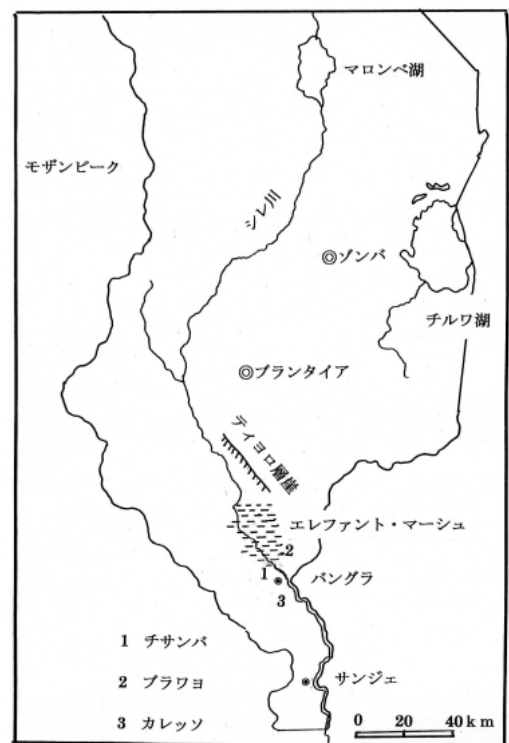 マロンベ湖
モザンビーク
シレ川
◎ゾンバ
チルワ湖
◎ブランタイア
ティヨロ層崖
エレファント・マーシュ
2
1
バングラ
3
1 チサンバ
2 ブラワヨ
サンジェ
3 カレッソ
0 20 40km